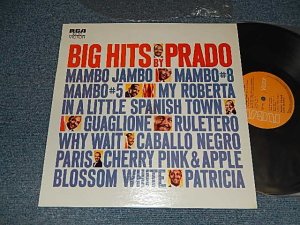 RCA
VICTOR
BIG HITS BY PRADO
MAMBO JAMBO MAMBO #8
MAMBO #5 MY ROBERTA
IN A LITTLE SPANISH TOWN
GUAGLIONE RULETERO
WHY WAIT CABALLO NEGRO
PARIS CHERRY PINK & APPLE
BLOSSOM WHITE PATRICIA